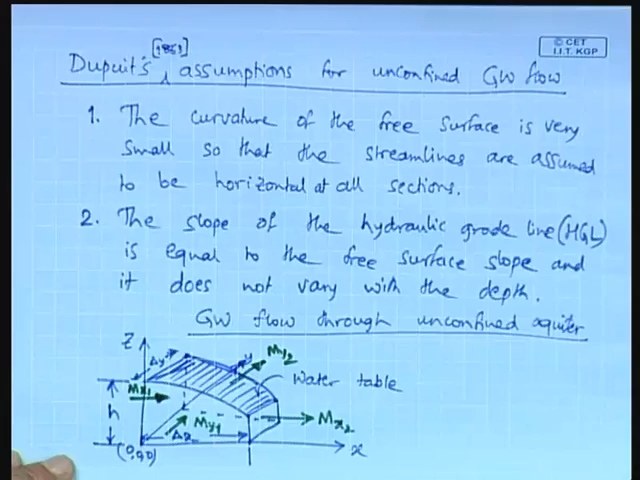 [1863]
© CET
I.I.T. KGP
Dupuit's ∧ assumptions for unconfined GW flow
1. The curvature of the free surface is very
small so that the streamlines are assumed
to be horizontal at all sections.
2. The slope of the hydraulic grade line (HGL)
is equal to the free surface slope and
it does not vary with the depth.
GW flow through unconfined aquifer
Z
Δy
y
My2
Water table
Mx1
h
My1
Mx2
Δx
(0,0,0)
x